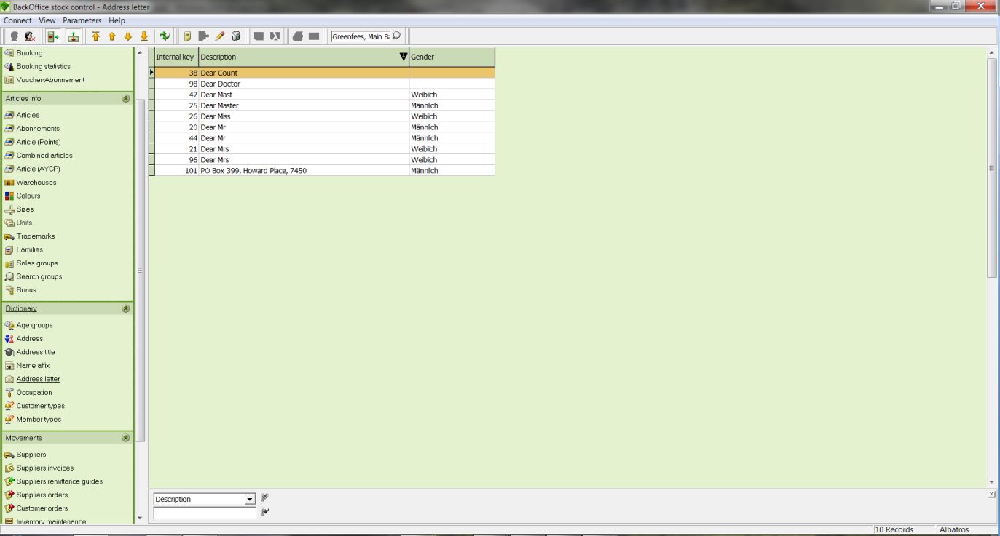 BackOffice stock control - Address letter
Connect View Parameters Help
Greenfees, Main B
Booking
Booking statistics
Voucher-Abonnement
Articles info
Articles
Abonnements
Article (Points)
Combined articles
Article (AYCP)
Warehouses
Colours
Sizes
Units
Trademarks
Families
Sales groups
Search groups
Bonus
Dictionary
Age groups
Address
Address title
Name affix
Address letter
Occupation
Customer types
Member types
Movements
Suppliers
Suppliers invoices
Suppliers remittance guides
Suppliers orders
Customer orders
Inventory maintenance
Internal key Description Gender
38 Dear Count
98 Dear Doctor
47 Dear Mast Weiblich
25 Dear Master Männlich
26 Dear Miss Weiblich
20 Dear Mr Männlich
44 Dear Mr Männlich
21 Dear Mrs Weiblich
96 Dear Mrs Weiblich
101 PO Box 399, Howard Place, 7450 Männlich
Description
10 Records Albatros